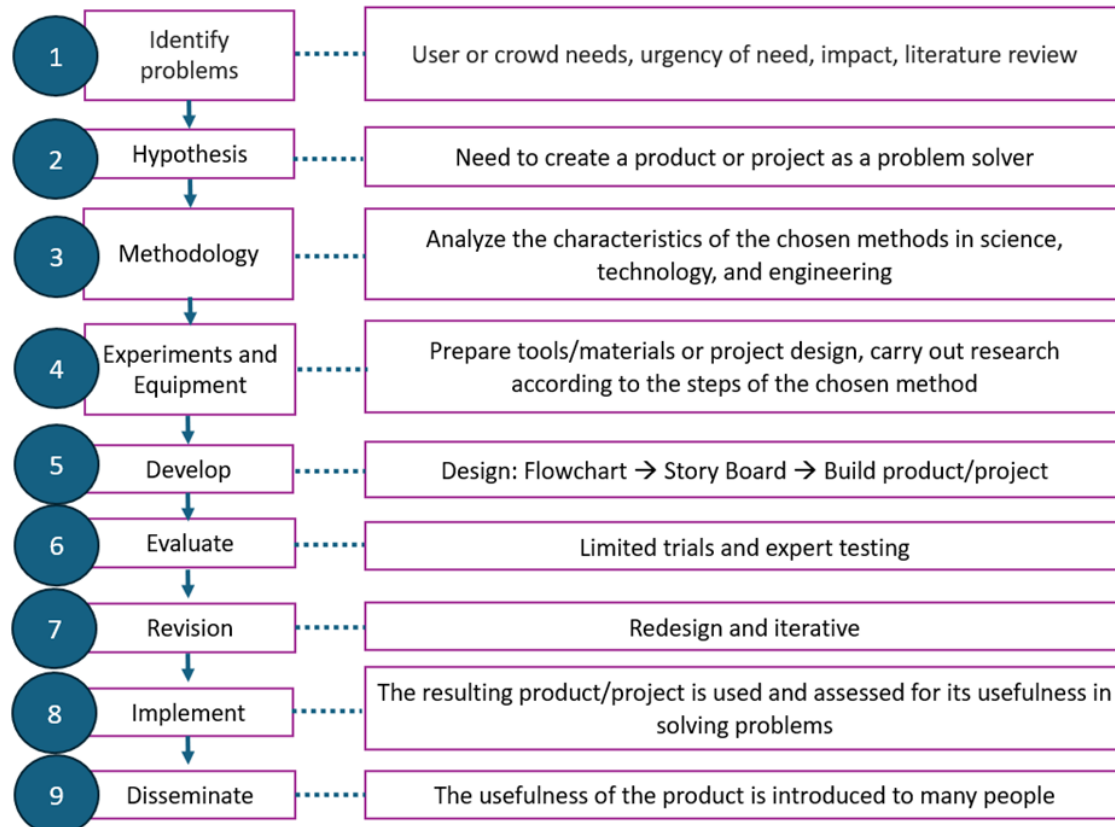 1
Identify
problems
User or crowd needs, urgency of need, impact, literature review
2
Hypothesis
Need to create a product or project as a problem solver
3
Methodology
Analyze the characteristics of the chosen methods in science,
technology, and engineering
4
Experiments and
Equipment
Prepare tools/materials or project design, carry out research
according to the steps of the chosen method
5
Develop
Design: Flowchart → Story Board → Build product/project
6
Evaluate
Limited trials and expert testing
7
Revision
Redesign and iterative
8
Implement
The resulting product/project is used and assessed for its usefulness in
solving problems
9
Disseminate
The usefulness of the product is introduced to many people